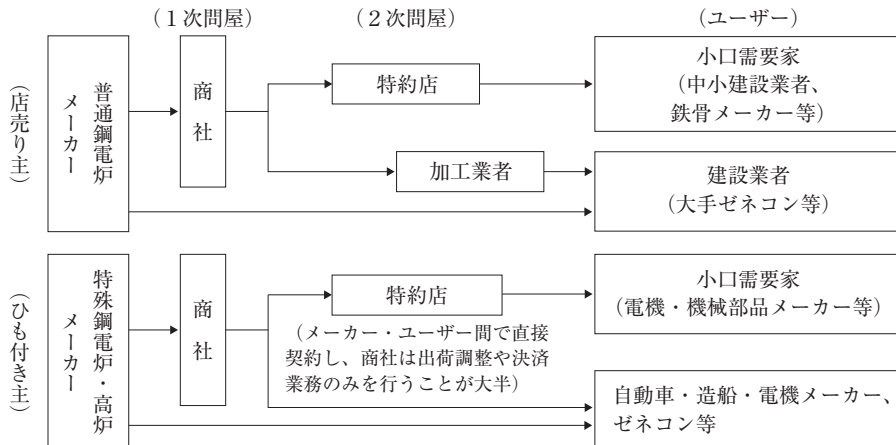 （１次問屋）
（２次問屋）
（ユーザー）
（店売り主）
普通鋼電炉
メーカー
商社
特約店
加工業者
小口需要家
（中小建設業者、
鉄骨メーカー等）
建設業者
（大手ゼネコン等）
（ひも付き主）
特殊鋼電炉・高炉
メーカー
商社
特約店
（メーカー・ユーザー間で直接
契約し、商社は出荷調整や決済
業務のみを行うことが大半）
小口需要家
（電機・機械部品メーカー等）
自動車・造船・電機メーカー、
ゼネコン等